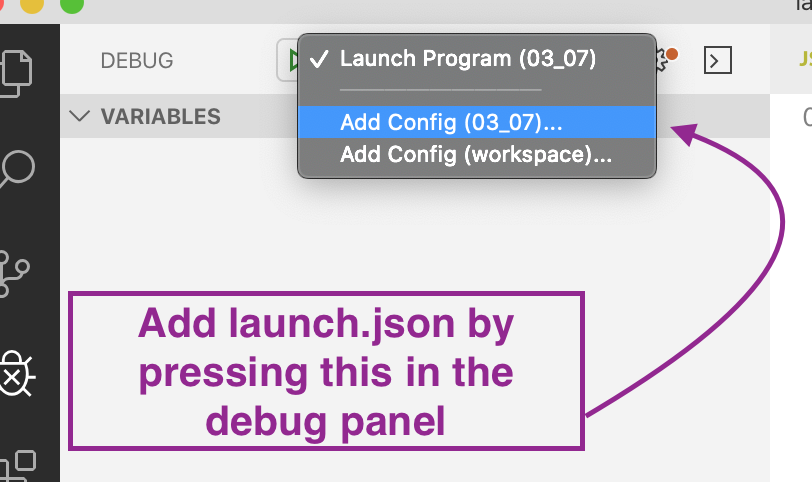 DEBUG
✓ Launch Program (03_07)
VARIABLES
Add Config (03_07)...
Add Config (workspace)...
Add launch.json by
pressing this in the
debug panel